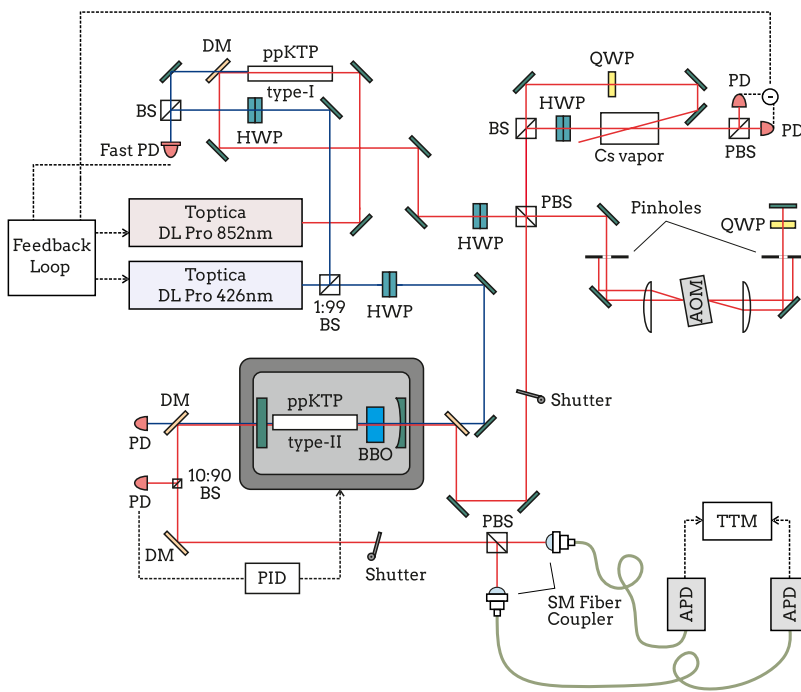 DM
ppKTP
type-I
BS
HWP
Fast PD
QWP
PD
HWP
BS
Cs vapor
PBS
PD
Toptica
DL Pro 852nm
Feedback
Loop
Toptica
DL Pro 426nm
1:99
BS
HWP
HWP
PBS
Pinholes
QWP
AOM
Shutter
DM
PD
ppKTP
type-II
BBO
10:90
BS
PD
DM
PID
Shutter
PBS
SM Fiber
Coupler
TTM
APD
APD